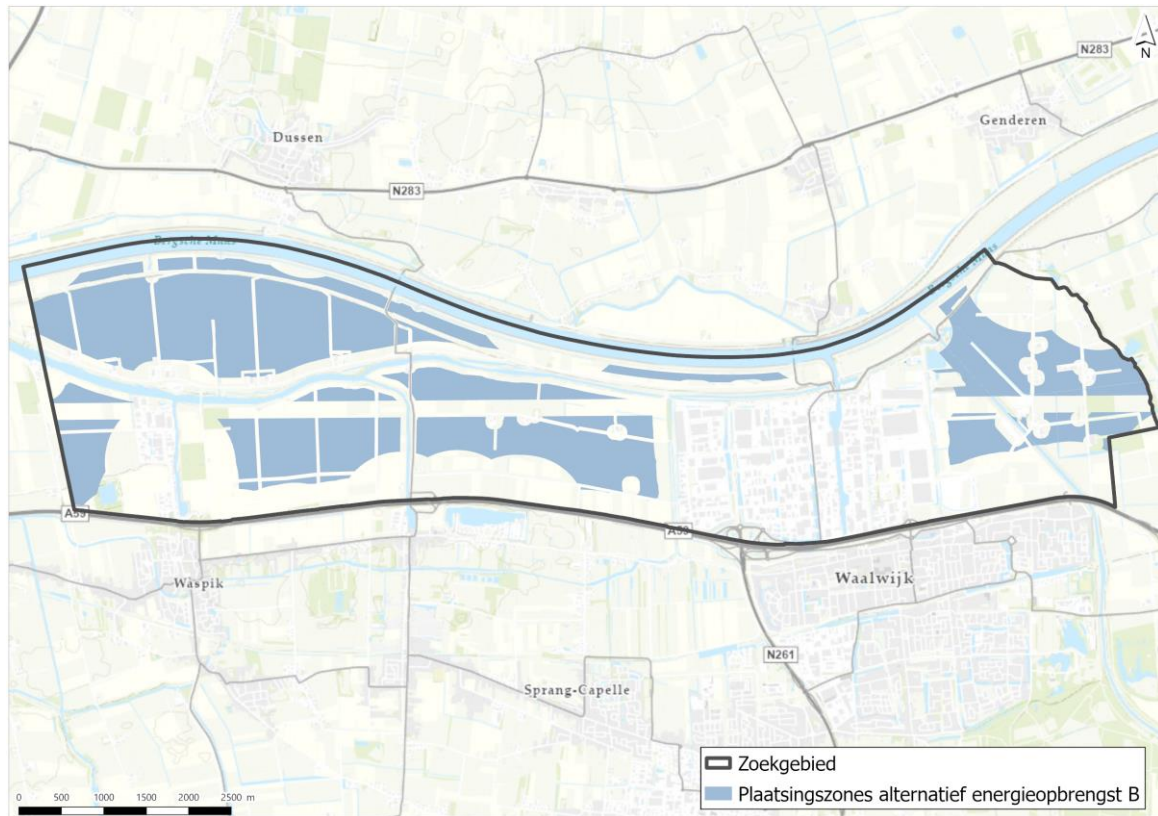 N
N283
Genderen
Dussen
N283
Bergsche Maas
Bergsche Maas
A59
A59
Waspik
Waalwijk
N261
Sprang-Capelle
Zoekgebied
Plaatsingszones alternatief energieopbrengst B
0 500 1000 1500 2000 2500 m